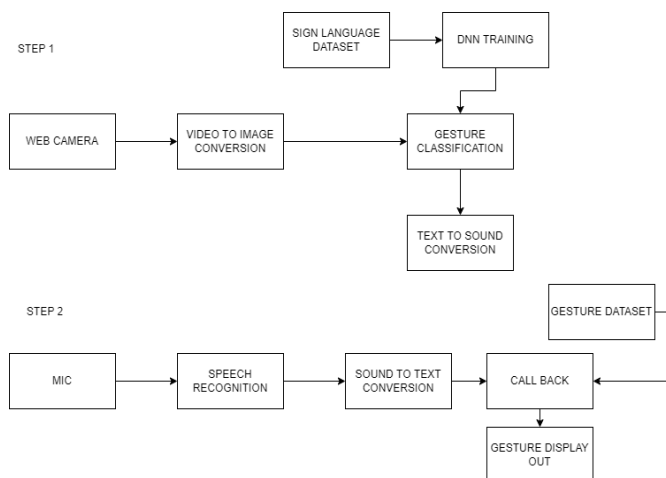 STEP 1
SIGN LANGUAGE
DATASET
DNN TRAINING
WEB CAMERA
VIDEO TO IMAGE
CONVERSION
GESTURE
CLASSIFICATION
TEXT TO SOUND
CONVERSION
STEP 2
GESTURE DATASET
MIC
SPEECH
RECOGNITION
SOUND TO TEXT
CONVERSION
CALL BACK
GESTURE DISPLAY
OUT